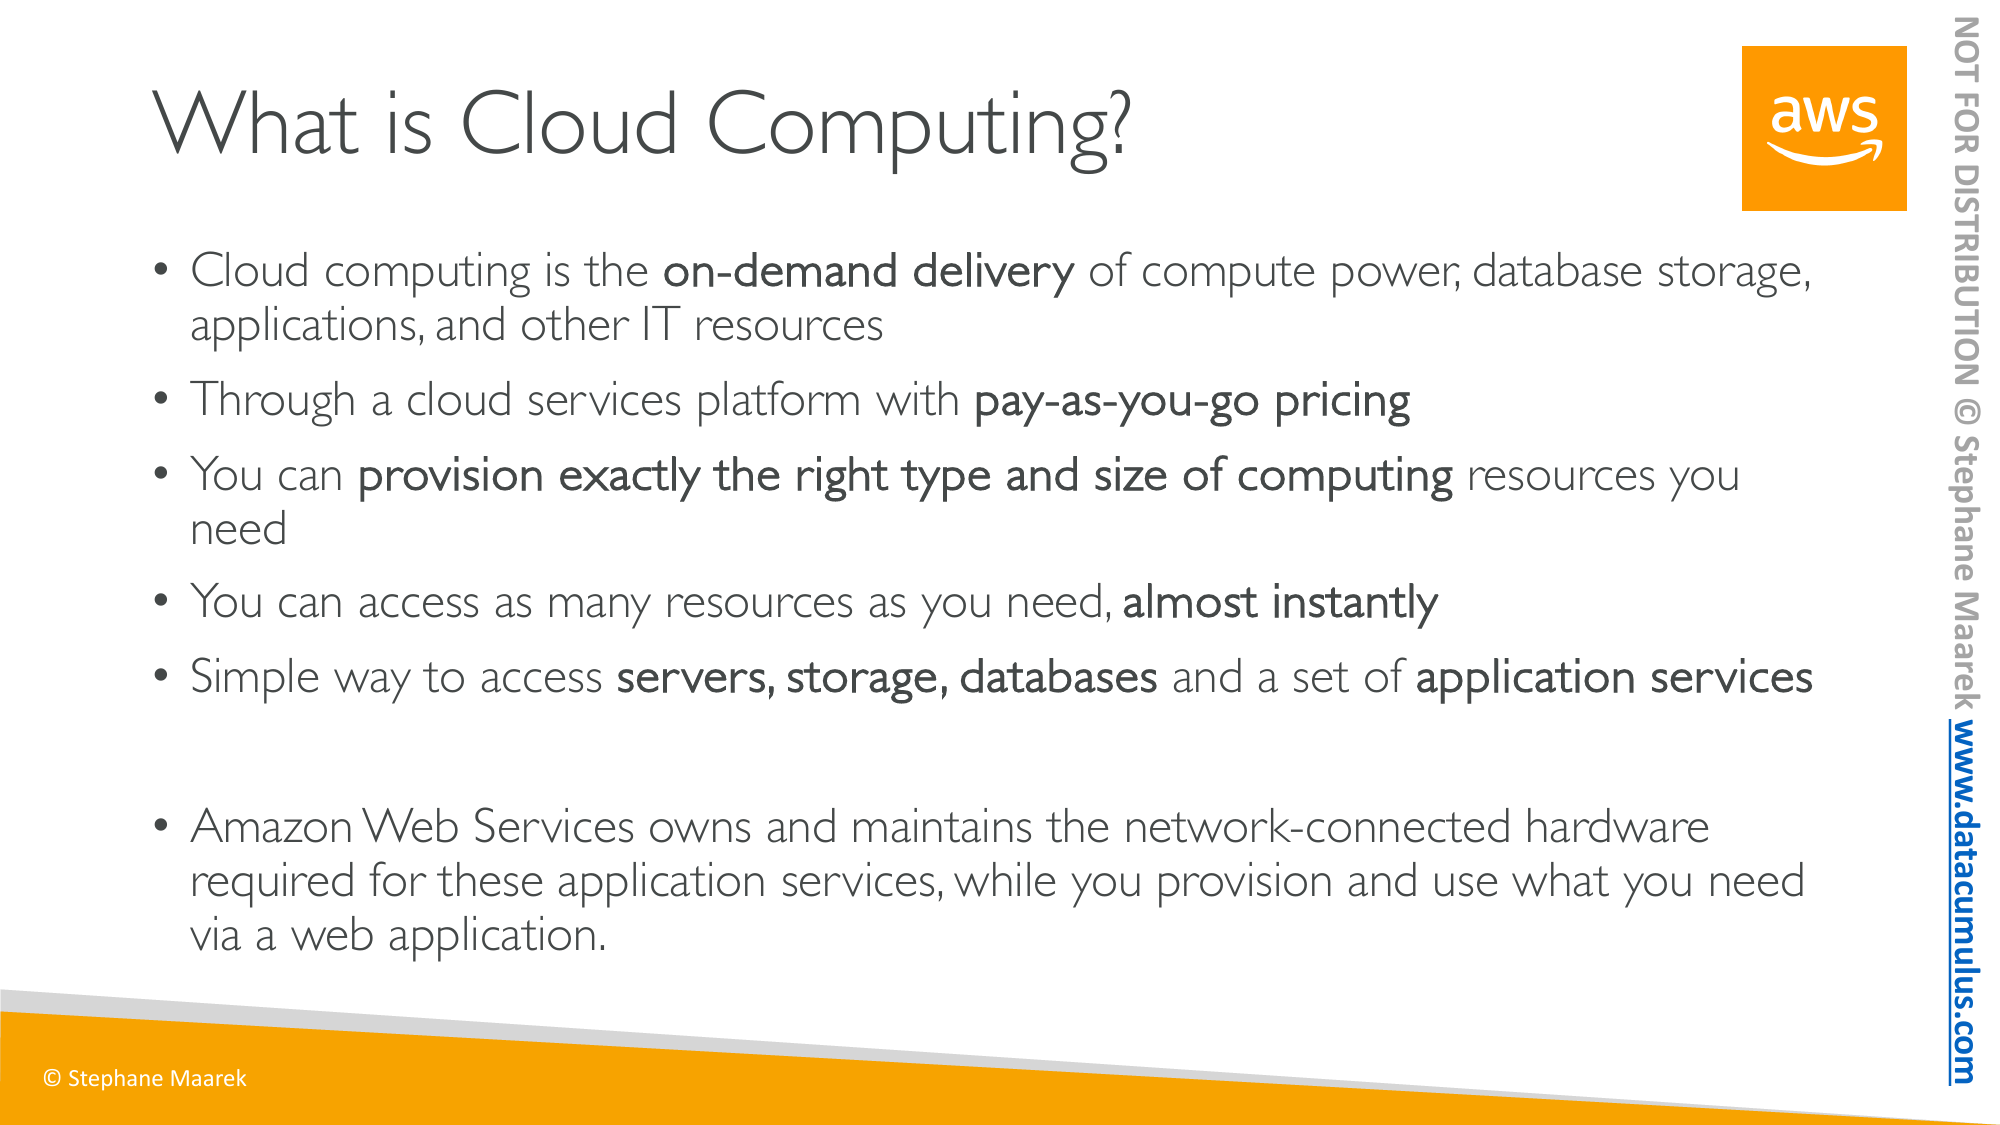 What is Cloud Computing?
aws
• Cloud computing is the on-demand delivery of compute power, database storage,
applications, and other IT resources
• Through a cloud services platform with pay-as-you-go pricing
• You can provision exactly the right type and size of computing resources you
need
• You can access as many resources as you need, almost instantly
• Simple way to access servers, storage, databases and a set of application services
• Amazon Web Services owns and maintains the network-connected hardware
required for these application services, while you provision and use what you need
via a web application.
© Stephane Maarek
NOT FOR DISTRIBUTION © Stephane Maarek www.datacumulus.com